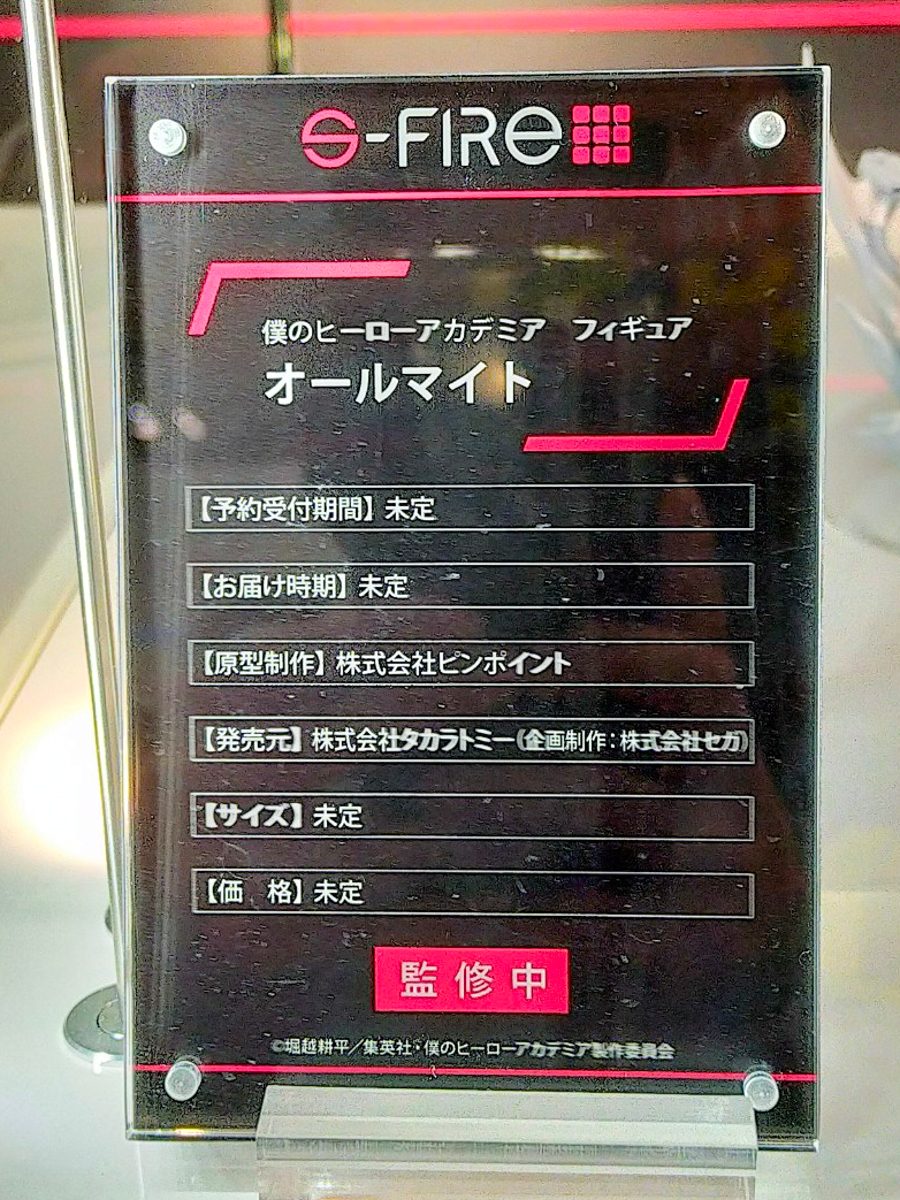 S-FIRE
僕のヒーローアカデミア　フィギュア
オールマイト
【予約受付期間】未定
【お届け時期】未定
【原型制作】株式会社ピンポイント
【発売元】株式会社タカラトミー（企画制作：株式会社セガ）
【サイズ】未定
【価　格】未定
監修中
©堀越耕平／集英社・僕のヒーローアカデミア製作委員会